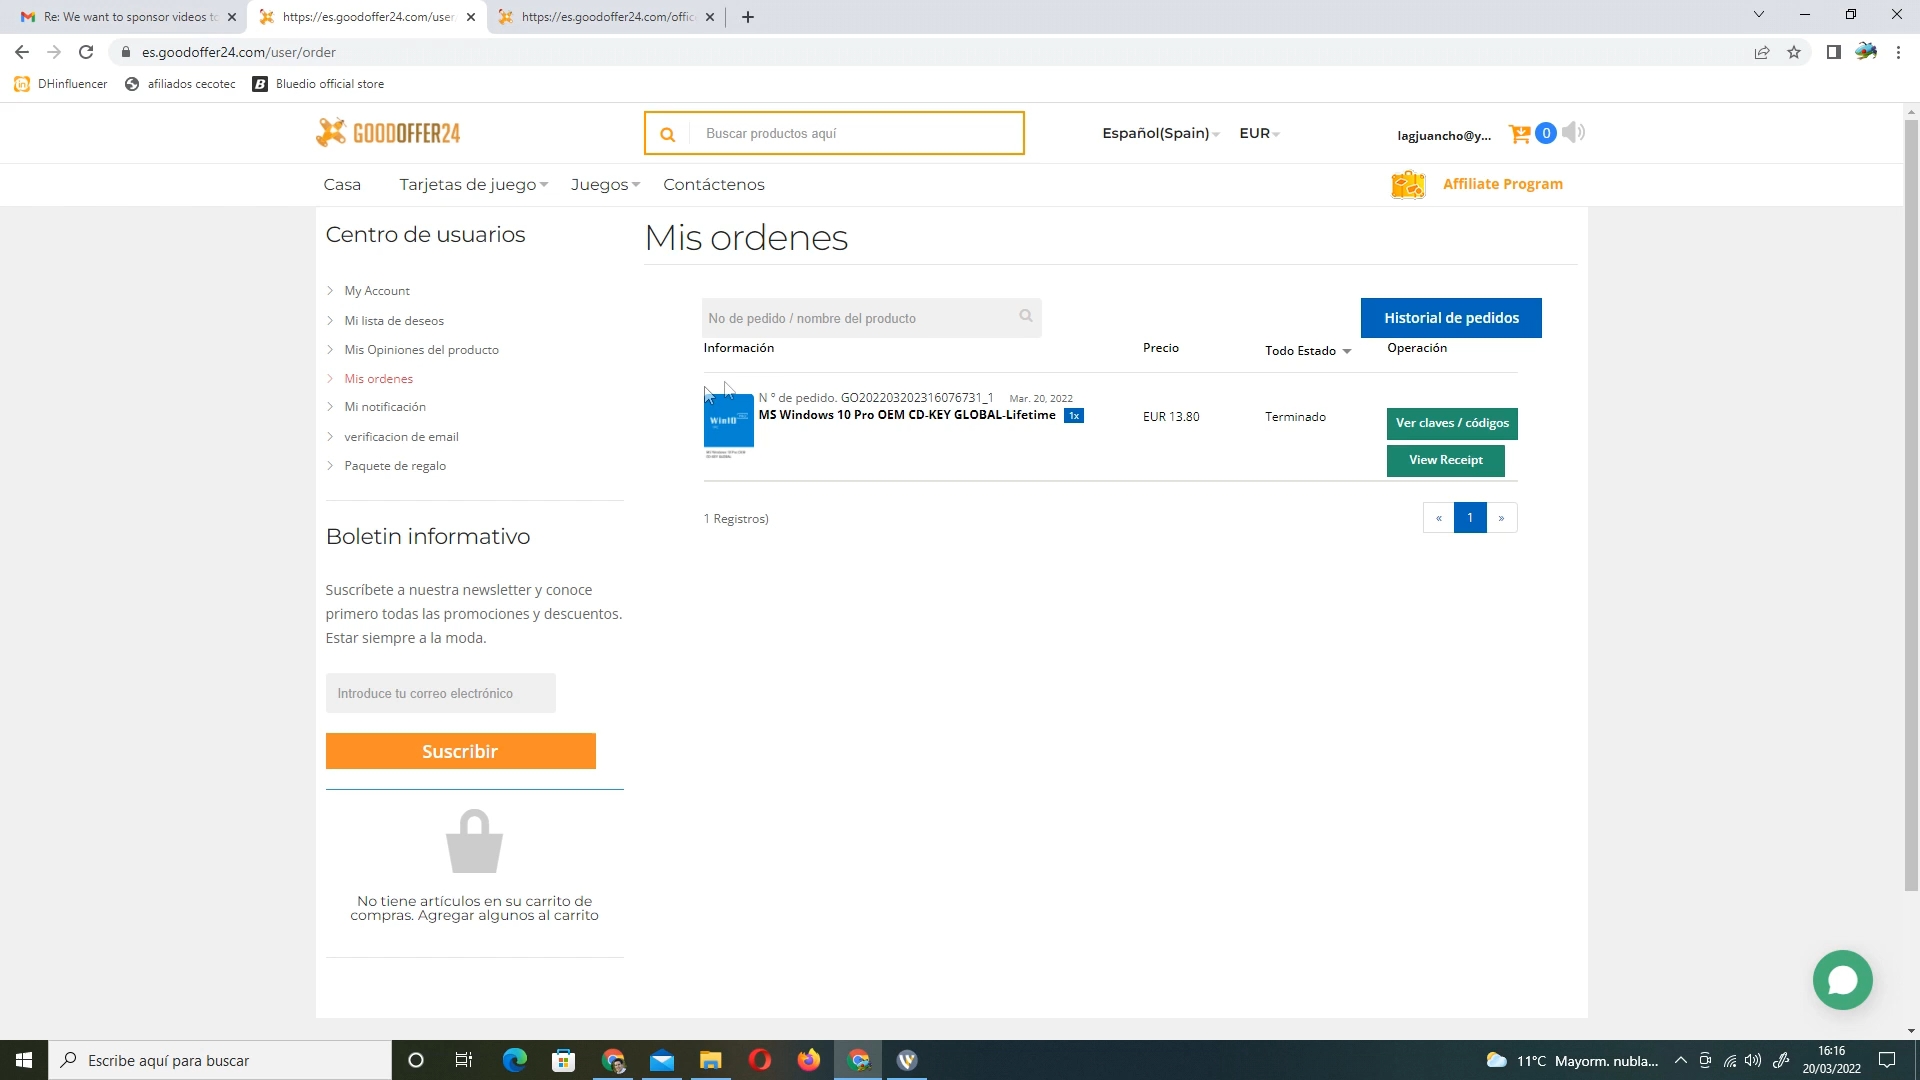 Re: We want to sponsor videos to
https://es.goodoffer24.com/user
https://es.goodoffer24.com/offic
es.goodoffer24.com/user/order
DHinfluencer
afiliados cecotec
Bluedio official store
GOODOFFER24
Buscar productos aquí
Español(Spain)
EUR
lagjuancho@y...
0
Casa
Tarjetas de juego
Juegos
Contáctenos
Affiliate Program
Centro de usuarios
My Account
Mi lista de deseos
Mis Opiniones del producto
Mis ordenes
Mi notificación
verificacion de email
Paquete de regalo
Boletin informativo
Suscríbete a nuestra newsletter y conoce
primero todas las promociones y descuentos.
Estar siempre a la moda.
Introduce tu correo electrónico
Suscribir
No tiene artículos en su carrito de
compras. Agregar algunos al carrito
Mis ordenes
No de pedido / nombre del producto
Historial de pedidos
Información
Precio
Todo Estado
Operación
Win10
N ° de pedido. GO202203202316076731_1
Mar. 20, 2022
MS Windows 10 Pro OEM CD-KEY GLOBAL-Lifetime
1x
EUR 13.80
Terminado
Ver claves / códigos
View Receipt
1 Registros)
«
1
»
Escribe aquí para buscar
11°C
Mayorm. nubla...
16:16
20/03/2022